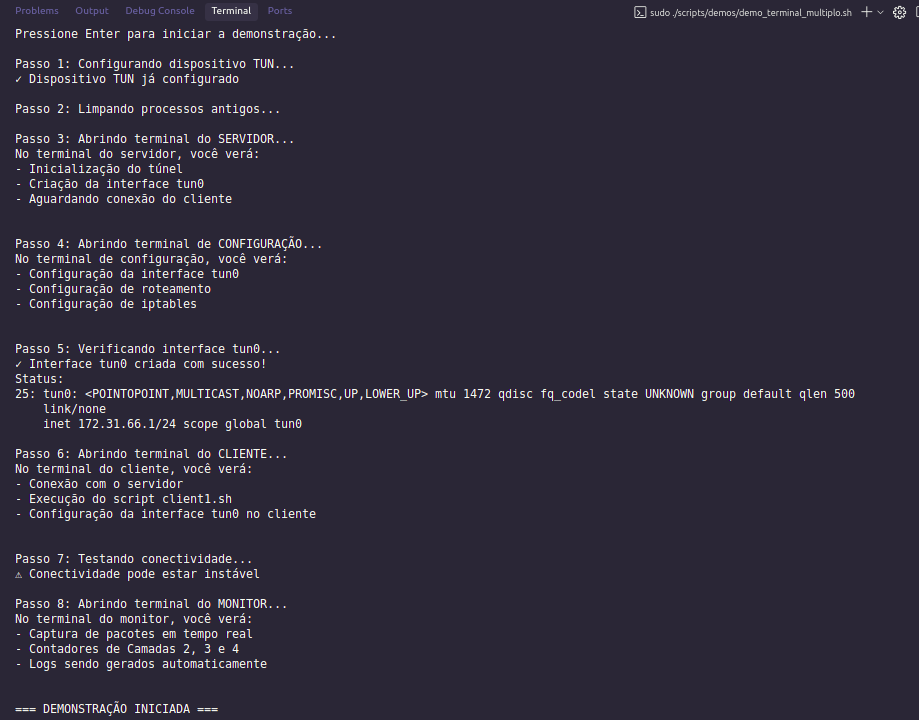 Problems Output Debug Console Terminal Ports sudo ./scripts/demos/demo_terminal_multiplo.sh
Pressione Enter para iniciar a demonstração...
Passo 1: Configurando dispositivo TUN...
✓ Dispositivo TUN já configurado
Passo 2: Limpando processos antigos...
Passo 3: Abrindo terminal do SERVIDOR...
No terminal do servidor, você verá:
- Inicialização do túnel
- Criação da interface tun0
- Aguardando conexão do cliente
Passo 4: Abrindo terminal de CONFIGURAÇÃO...
No terminal de configuração, você verá:
- Configuração da interface tun0
- Configuração de roteamento
- Configuração de iptables
Passo 5: Verificando interface tun0...
✓ Interface tun0 criada com sucesso!
Status:
25: tun0: <POINTOPOINT,MULTICAST,NOARP,PROMISC,UP,LOWER_UP> mtu 1472 qdisc fq_codel state UNKNOWN group default qlen 500
    link/none
    inet 172.31.66.1/24 scope global tun0
Passo 6: Abrindo terminal do CLIENTE...
No terminal do cliente, você verá:
- Conexão com o servidor
- Execução do script client1.sh
- Configuração da interface tun0 no cliente
Passo 7: Testando conectividade...
⚠ Conectividade pode estar instável
Passo 8: Abrindo terminal do MONITOR...
No terminal do monitor, você verá:
- Captura de pacotes em tempo real
- Contadores de Camadas 2, 3 e 4
- Logs sendo gerados automaticamente
=== DEMONSTRAÇÃO INICIADA ===